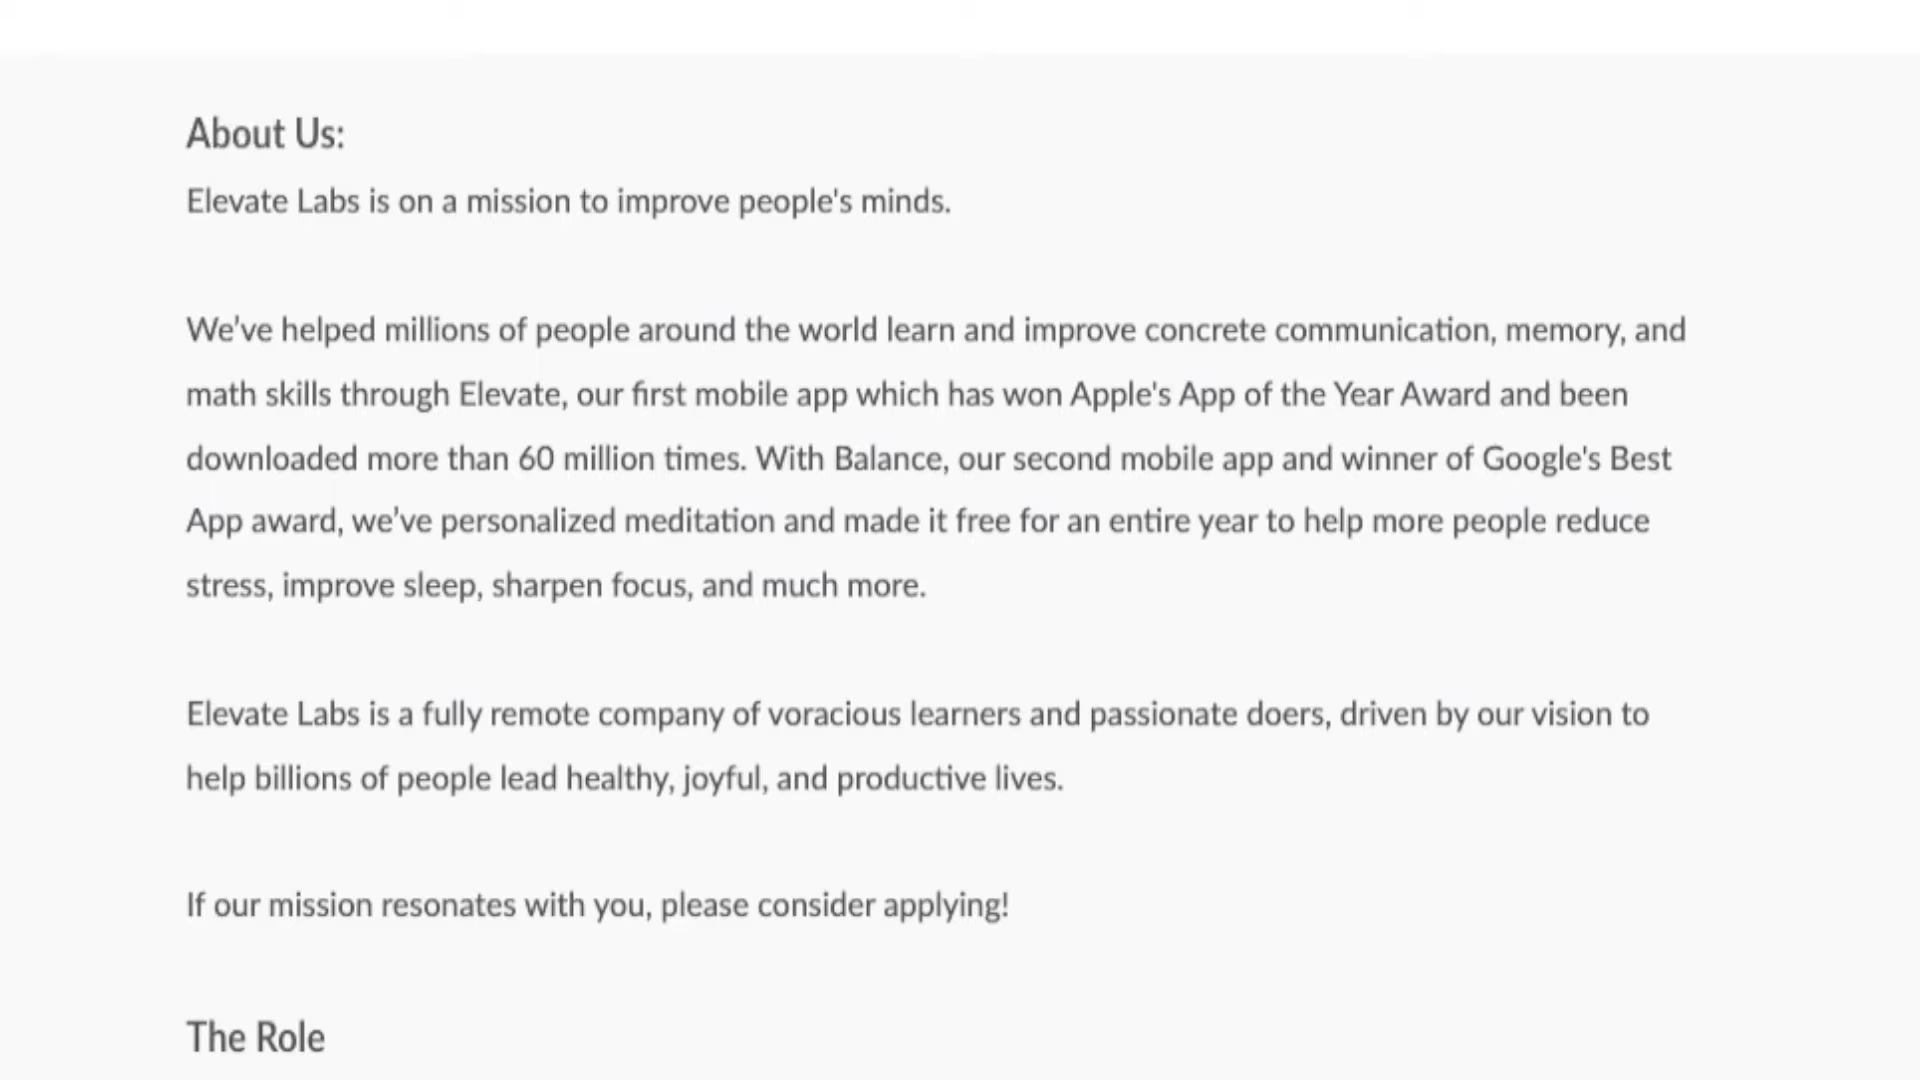 About Us:
Elevate Labs is on a mission to improve people's minds.
We've helped millions of people around the world learn and improve concrete communication, memory, and
math skills through Elevate, our first mobile app which has won Apple's App of the Year Award and been
downloaded more than 60 million times. With Balance, our second mobile app and winner of Google's Best
App award, we've personalized meditation and made it free for an entire year to help more people reduce
stress, improve sleep, sharpen focus, and much more.
Elevate Labs is a fully remote company of voracious learners and passionate doers, driven by our vision to
help billions of people lead healthy, joyful, and productive lives.
If our mission resonates with you, please consider applying!
The Role